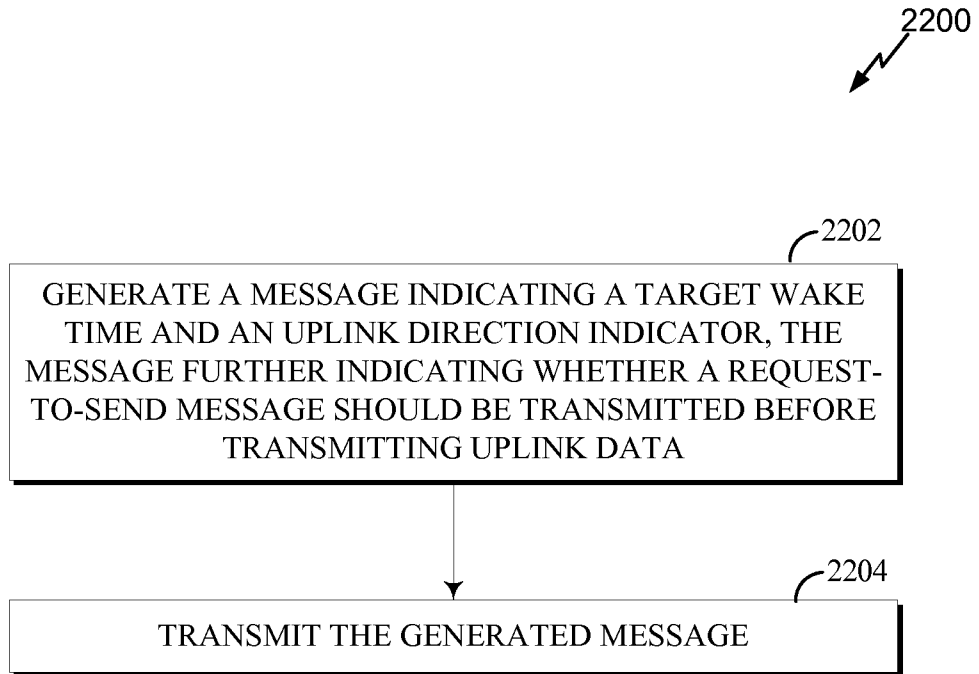 2200
2202
GENERATE A MESSAGE INDICATING A TARGET WAKE
TIME AND AN UPLINK DIRECTION INDICATOR, THE
MESSAGE FURTHER INDICATING WHETHER A REQUEST-
TO-SEND MESSAGE SHOULD BE TRANSMITTED BEFORE
TRANSMITTING UPLINK DATA
2204
TRANSMIT THE GENERATED MESSAGE